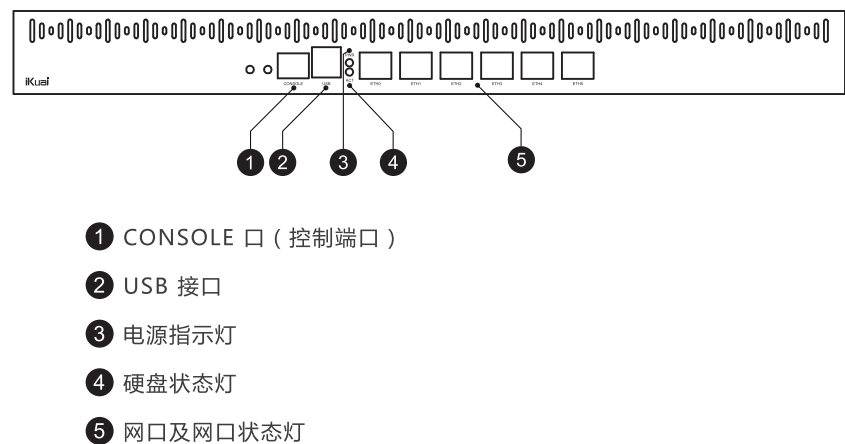 PWR
iKuai
CONSOLE USB ACT ETH0 ETH1 ETH2 ETH3 ETH4 ETH5
1 2 3 4 5
1 CONSOLE 口（控制端口）
2 USB 接口
3 电源指示灯
4 硬盘状态灯
5 网口及网口状态灯